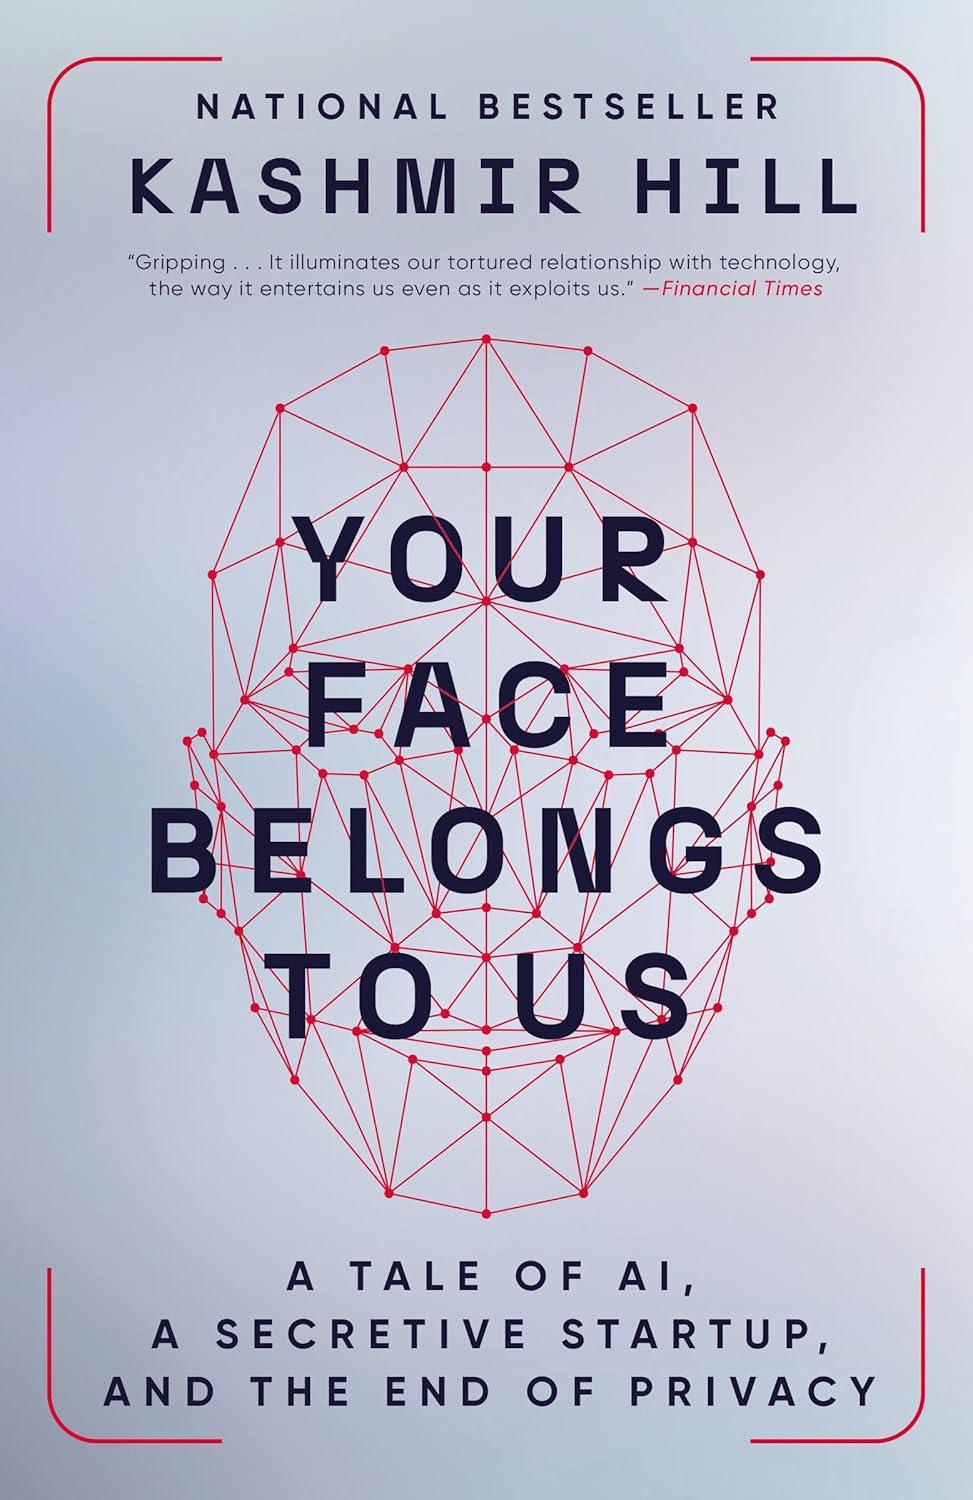 NATIONAL BESTSELLER
KASHMIR HILL
“Gripping . . . It illuminates our tortured relationship with technology,
the way it entertains us even as it exploits us.” —Financial Times
YOUR
FACE
BELONGS
TO US
A TALE OF AI,
A SECRETIVE STARTUP,
AND THE END OF PRIVACY